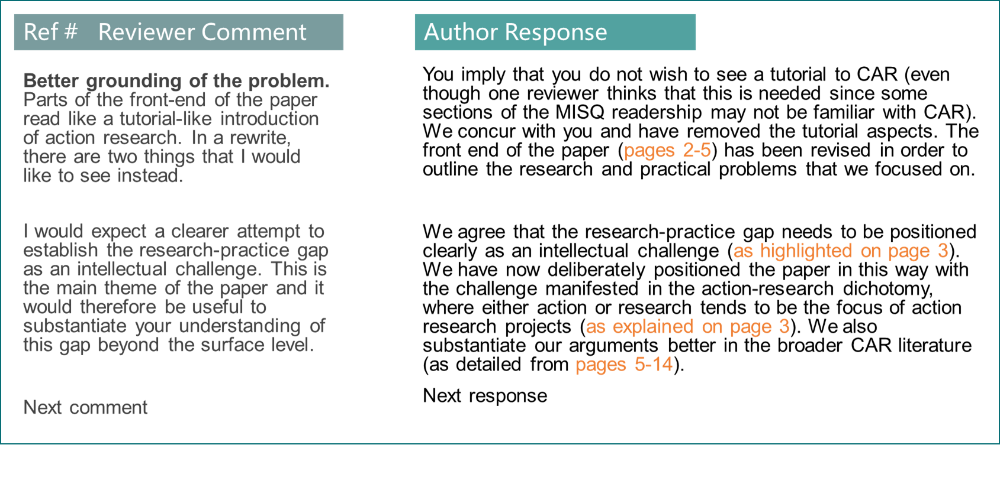 Ref # Reviewer Comment
Better grounding of the problem.
Parts of the front-end of the paper
read like a tutorial-like introduction
of action research. In a rewrite,
there are two things that I would
like to see instead.
I would expect a clearer attempt to
establish the research-practice gap
as an intellectual challenge. This is
the main theme of the paper and it
would therefore be useful to
substantiate your understanding of
this gap beyond the surface level.
Next comment
Author Response
You imply that you do not wish to see a tutorial to CAR (even
though one reviewer thinks that this is needed since some
sections of the MISQ readership may not be familiar with CAR).
We concur with you and have removed the tutorial aspects. The
front end of the paper (pages 2-5) has been revised in order to
outline the research and practical problems that we focused on.
We agree that the research-practice gap needs to be positioned
clearly as an intellectual challenge (as highlighted on page 3).
We have now deliberately positioned the paper in this way with
the challenge manifested in the action-research dichotomy,
where either action or research tends to be the focus of action
research projects (as explained on page 3). We also
substantiate our arguments better in the broader CAR literature
(as detailed from pages 5-14).
Next response